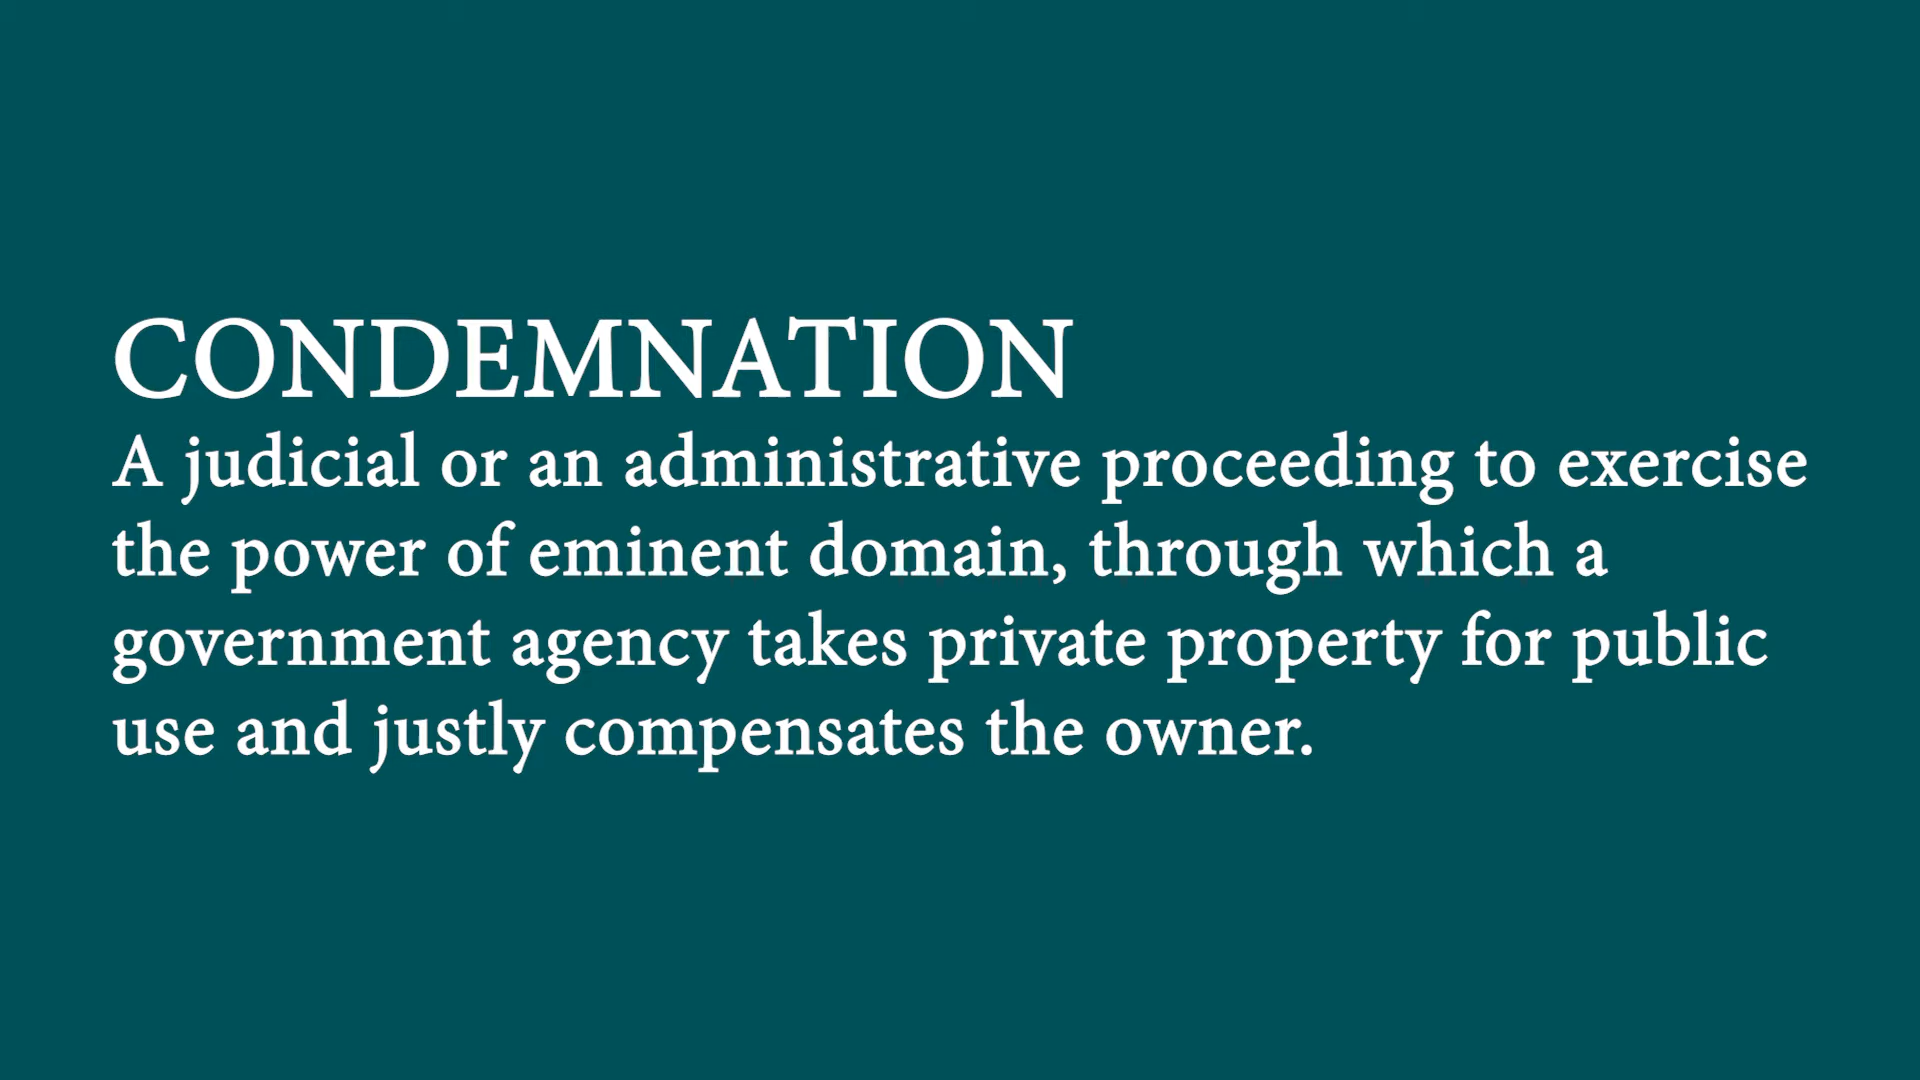 CONDEMNATION
A judicial or an administrative proceeding to exercise
the power of eminent domain, through which a
government agency takes private property for public
use and justly compensates the owner.